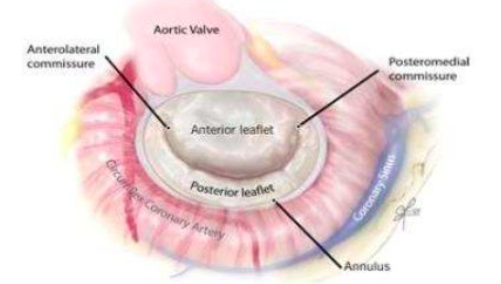 Aortic Valve
Anterolateral
commissure
Posteromedial
commissure
Anterior leaflet
Posterior leaflet
Circumflex Coronary Artery
Coronary Sinus
Annulus